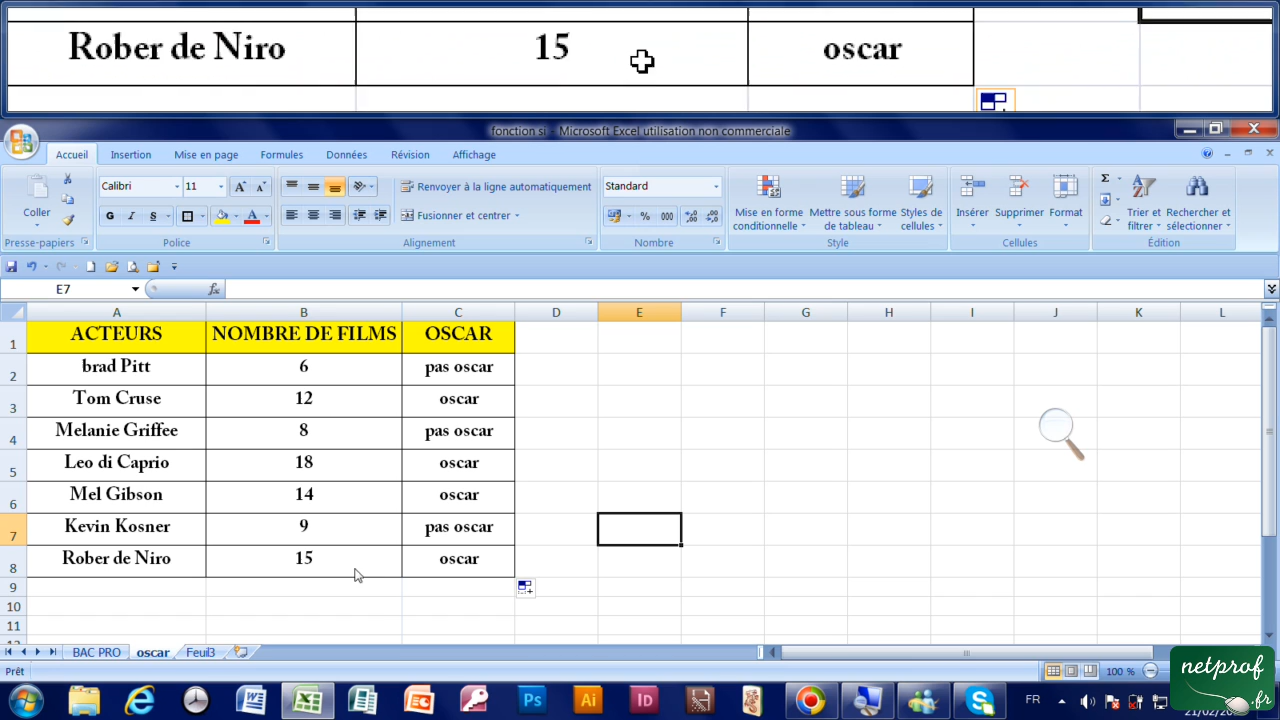 Rober de Niro 15 oscar
fonction si - Microsoft Excel utilisation non commerciale
Accueil Insertion Mise en page Formules Données Révision Affichage
Coller
Calibri 11
G I S
Renvoyer à la ligne automatiquement
Fusionner et centrer
Standard
% 000
Mise en forme conditionnelle
Mettre sous forme de tableau
Styles de cellules
Insérer Supprimer Format
Trier et filtrer
Rechercher et sélectionner
Presse-papiers Police Alignement Nombre Style Cellules Édition
E7 fx
A B C D E F G H I J K L
1 ACTEURS NOMBRE DE FILMS OSCAR
2 brad Pitt 6 pas oscar
3 Tom Cruse 12 oscar
4 Melanie Griffee 8 pas oscar
5 Leo di Caprio 18 oscar
6 Mel Gibson 14 oscar
7 Kevin Kosner 9 pas oscar
8 Rober de Niro 15 oscar
9
10
11
BAC PRO oscar Feuil3
Prêt 100 %
netprof.fr
Ps Ai Id
FR